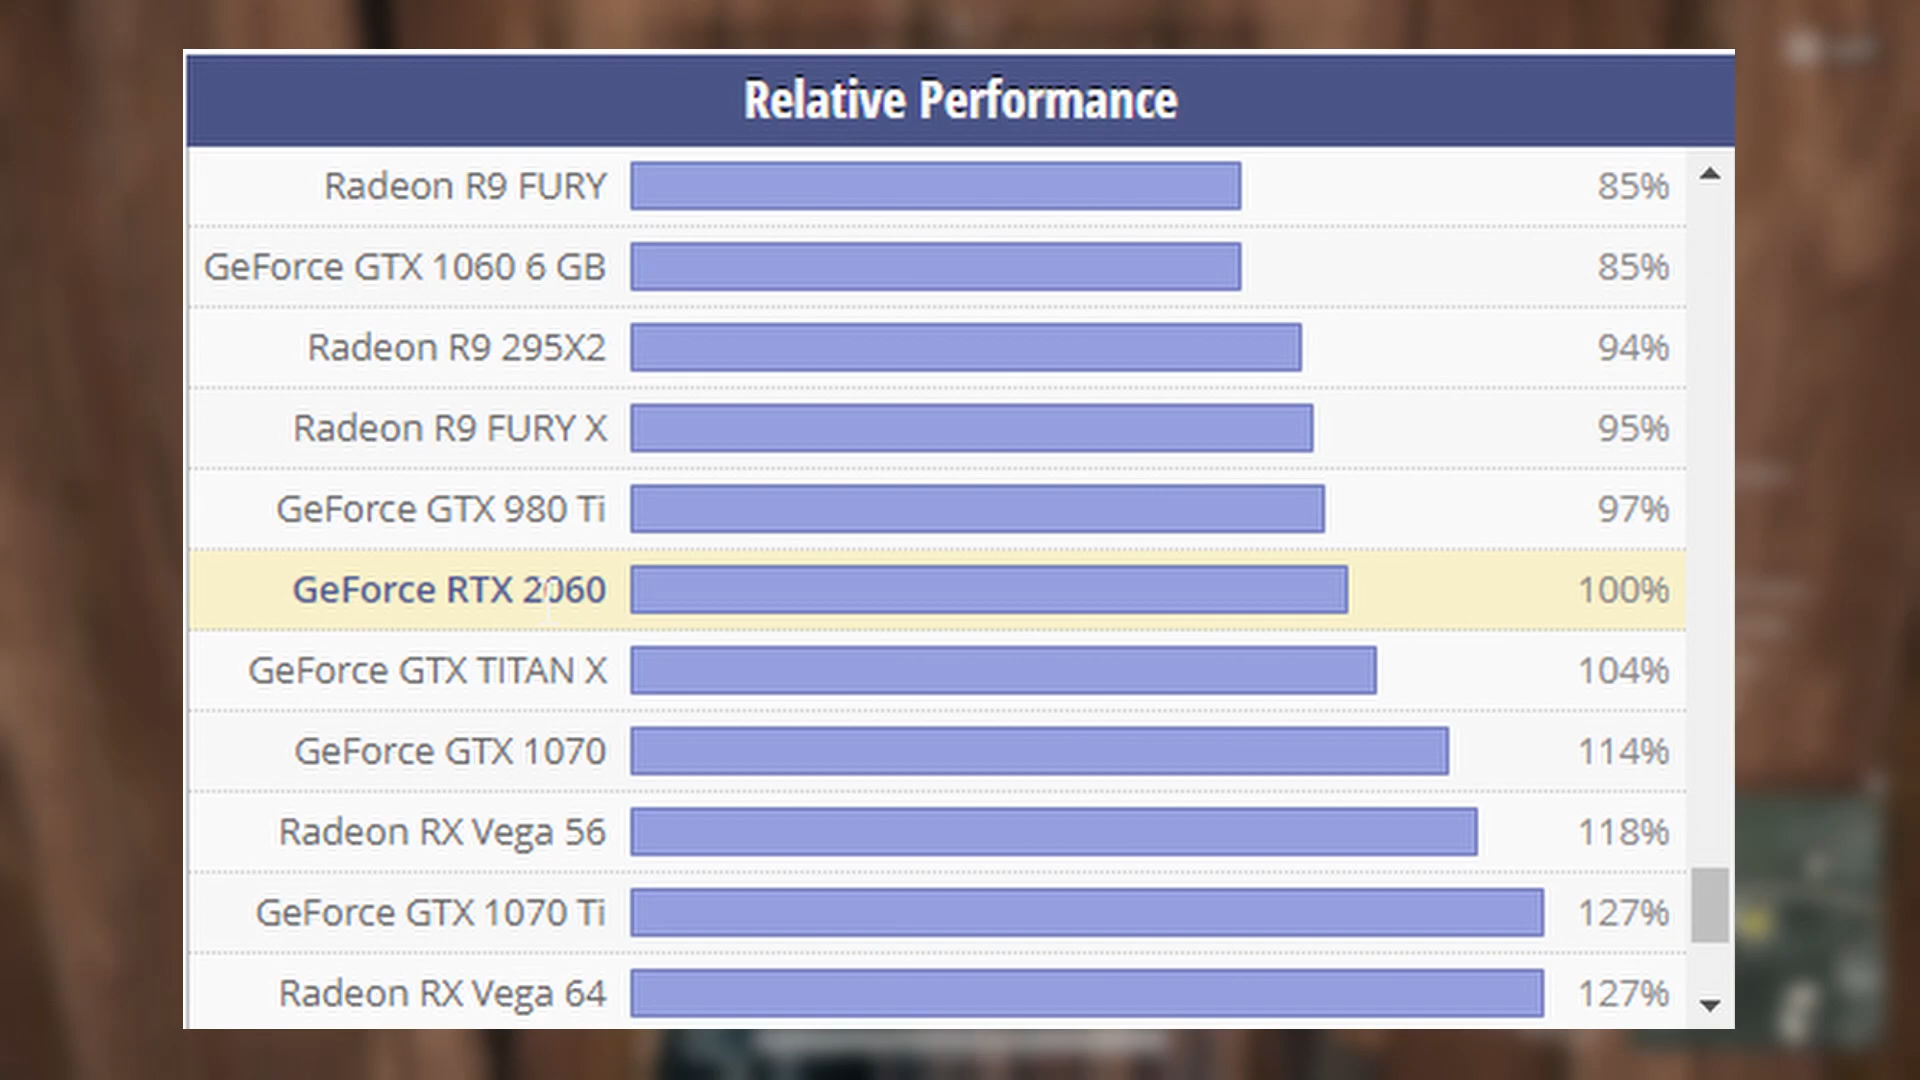 Relative Performance
Radeon R9 FURY 85%
GeForce GTX 1060 6 GB 85%
Radeon R9 295X2 94%
Radeon R9 FURY X 95%
GeForce GTX 980 Ti 97%
GeForce RTX 2060 100%
GeForce GTX TITAN X 104%
GeForce GTX 1070 114%
Radeon RX Vega 56 118%
GeForce GTX 1070 Ti 127%
Radeon RX Vega 64 127%